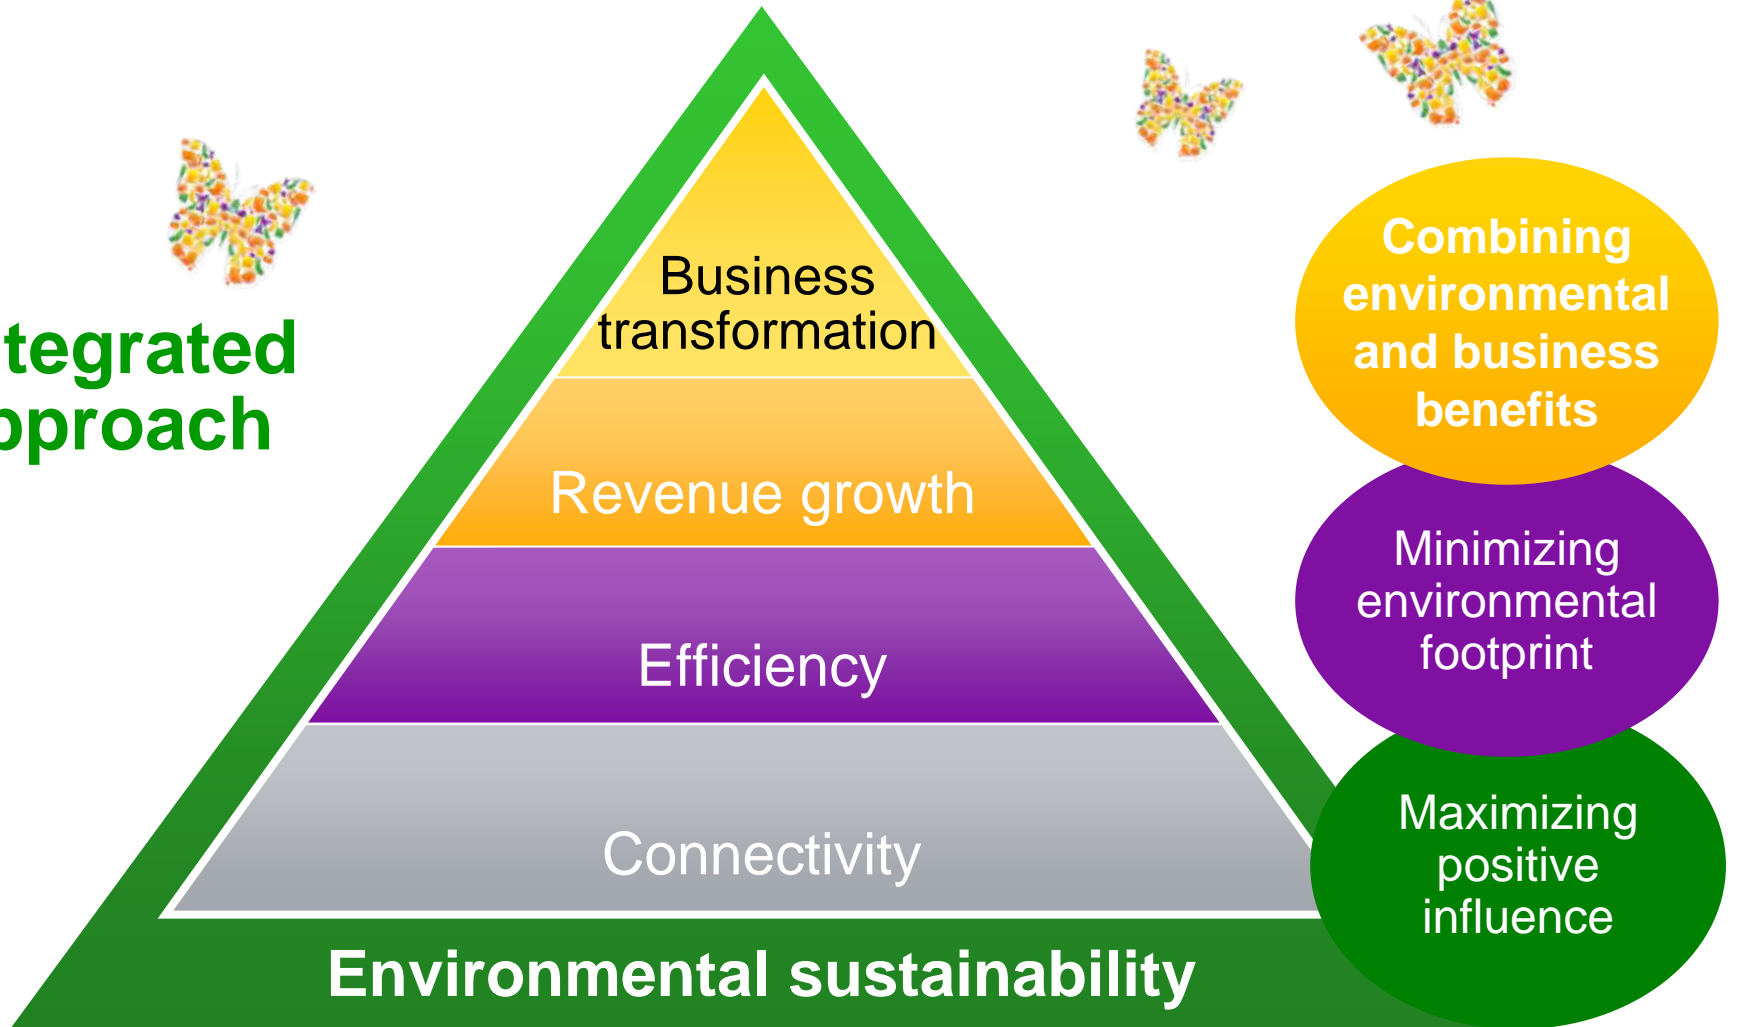 tegrated
pproach
Business
transformation
Revenue growth
Efficiency
Connectivity
Environmental sustainability
Combining
environmental
and business
benefits
Minimizing
environmental
footprint
Maximizing
positive
influence